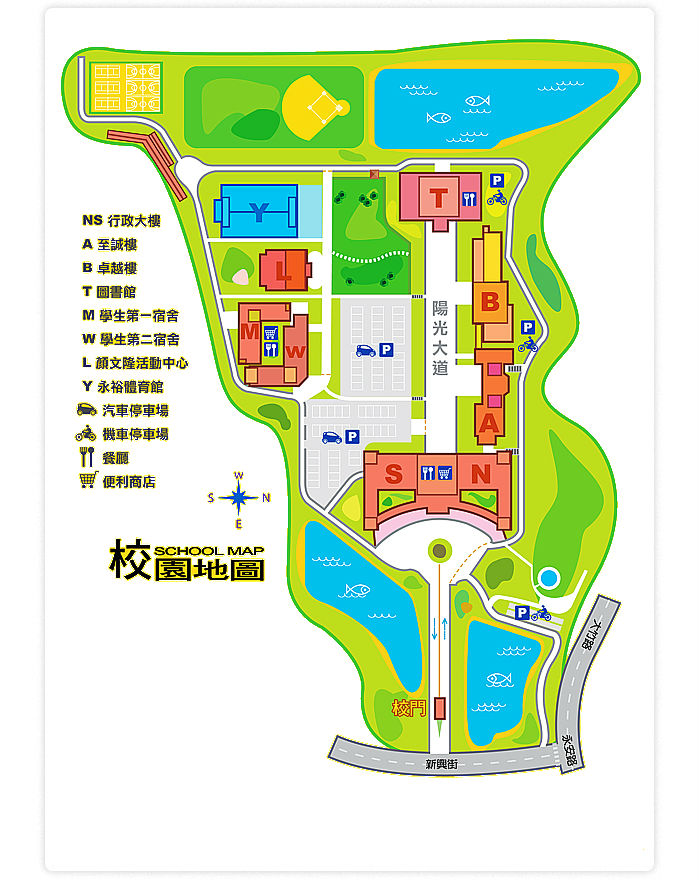 NS 行政大樓
A 至誠樓
B 卓越樓
T 圖書館
M 學生第一宿舍
W 學生第二宿舍
L 顏文隆活動中心
Y 永裕體育館
汽車停車場
機車停車場
餐廳
便利商店
W
S N
E
校園地圖
SCHOOL MAP
Y
T
P
L
B
M
W
P
P
陽光大道
A
P
S N
P
大竹路
校門
永安路
新興街